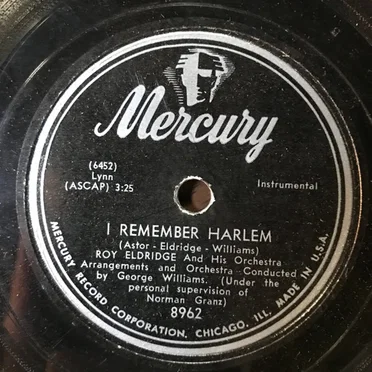 Mercury
(6452)
Lynn
(ASCAP) 3:25
Instrumental
I REMEMBER HARLEM
(Astor - Eldridge - Williams)
ROY ELDRIDGE And His Orchestra
Arrangements and Orchestra Conducted
by George Williams. (Under the
personal supervision of
Norman Granz)
8962
MERCURY RECORD CORPORATION, CHICAGO, ILL. MADE IN U.S.A.